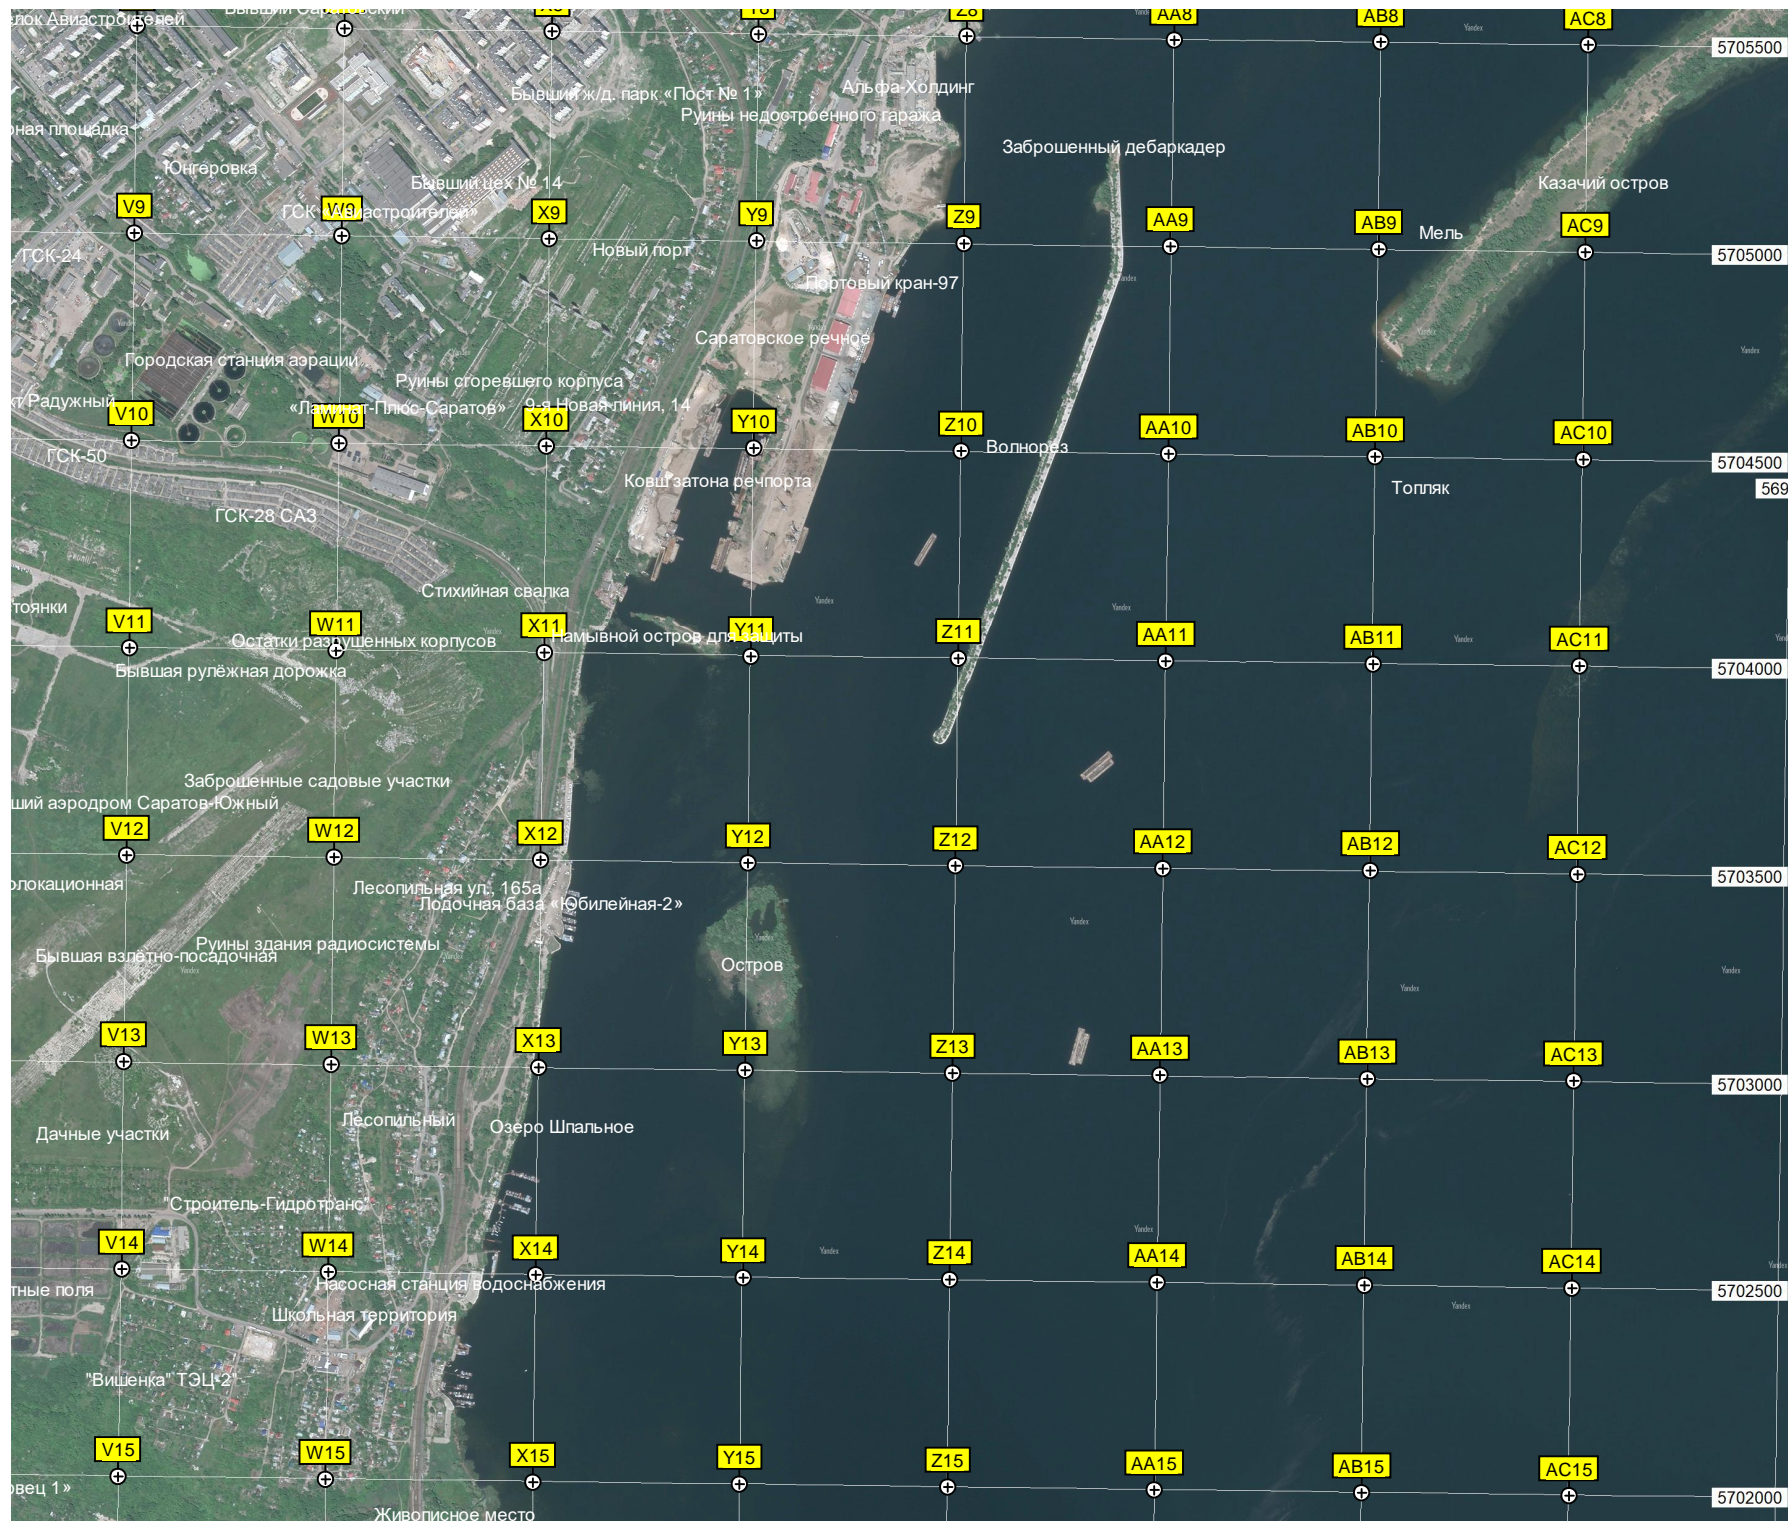 елок Авиастроителей
Z8
AA8
AB8
AC8
5705500
Бывший ж/д. парк «Пост № 1»
Альфа-Холдинг
Руины недостроенного гаража
рная площадка
Юнгеровка
Заброшенный дебаркадер
Бывший цех № 14
Казачий остров
V9
W9
ГСК «Авиастроителей»
X9
Y9
Z9
AA9
AB9
Мель
AC9
ГСК-24
Новый порт
5705000
Портовый кран-97
Саратовское речное
Городская станция аэрации
Руины сгоревшего корпуса
кт Радужный
V10
W10
«Ламинат-Плюс-Саратов»
9-я Новая линия, 14
X10
Y10
Z10
AA10
AB10
AC10
ГСК-50
Волнорез
5704500
Ковш затона речпорта
Топляк
569
ГСК-28 САЗ
Стихийная свалка
тоянки
V11
W11
X11
Y11
Z11
AA11
AB11
AC11
Остатки разрушенных корпусов
Намывной остров для защиты
Бывшая рулёжная дорожка
5704000
Заброшенные садовые участки
ший аэродром Саратов-Южный
V12
W12
X12
Y12
Z12
AA12
AB12
AC12
5703500
олокационная
Лесопильная ул., 165а
Лодочная база «Юбилейная-2»
Руины здания радиосистемы
Бывшая взлётно-посадочная
Остров
V13
W13
X13
Y13
Z13
AA13
AB13
AC13
5703000
Дачные участки
Лесопильный
Озеро Шпальное
"Строитель-Гидротранс"
V14
W14
X14
Y14
Z14
AA14
AB14
AC14
тные поля
Насосная станция водоснабжения
5702500
Школьная территория
"Вишенка" ТЭЦ-2"
V15
W15
X15
Y15
Z15
AA15
AB15
AC15
овец 1»
5702000
Живописное место
Yandex